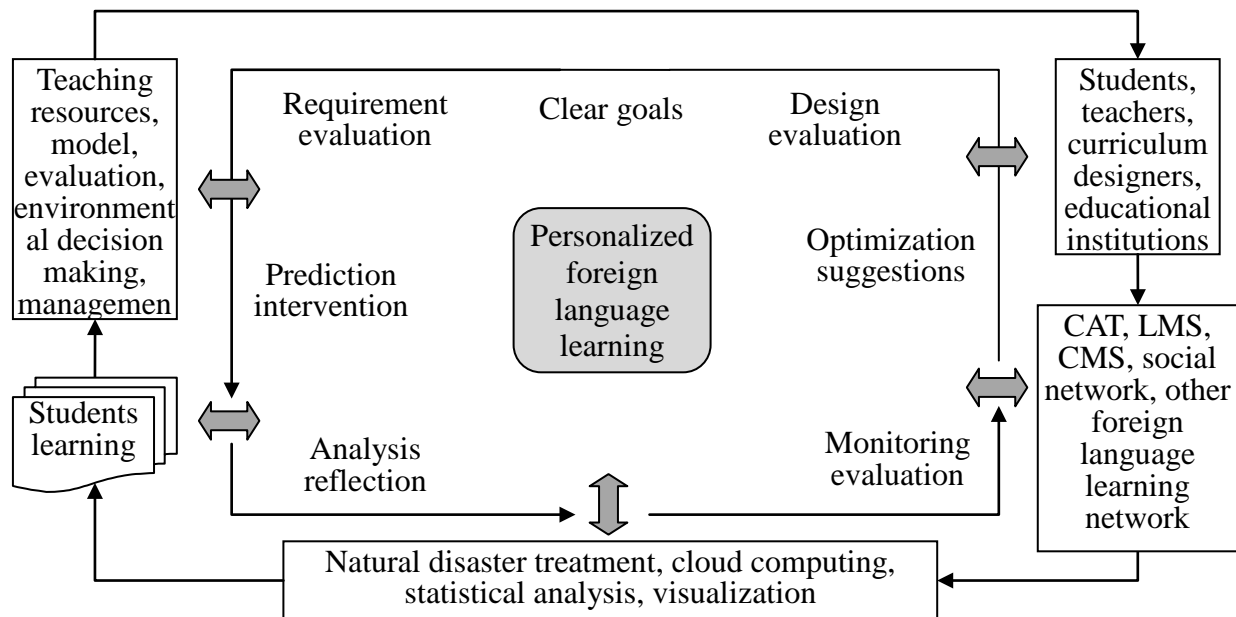 Teaching
resources,
model,
evaluation,
environment
al decision
making,
managemen
Requirement
evaluation
Clear goals
Design
evaluation
Students,
teachers,
curriculum
designers,
educational
institutions
Prediction
intervention
Personalized
foreign
language
learning
Optimization
suggestions
Students
learning
Analysis
reflection
Monitoring
evaluation
CAT, LMS,
CMS, social
network, other
foreign
language
learning
network
Natural disaster treatment, cloud computing,
statistical analysis, visualization